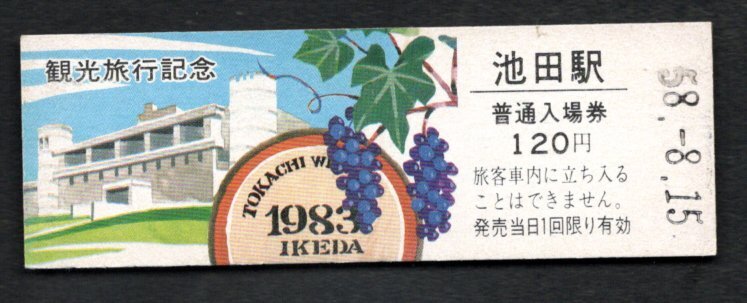 観光旅行記念
TOKACHI W
1983
IKEDA
池田駅
普通入場券
120円
旅客車内に立ち入る
ことはできません。
発売当日1回限り有効
58.-8.15